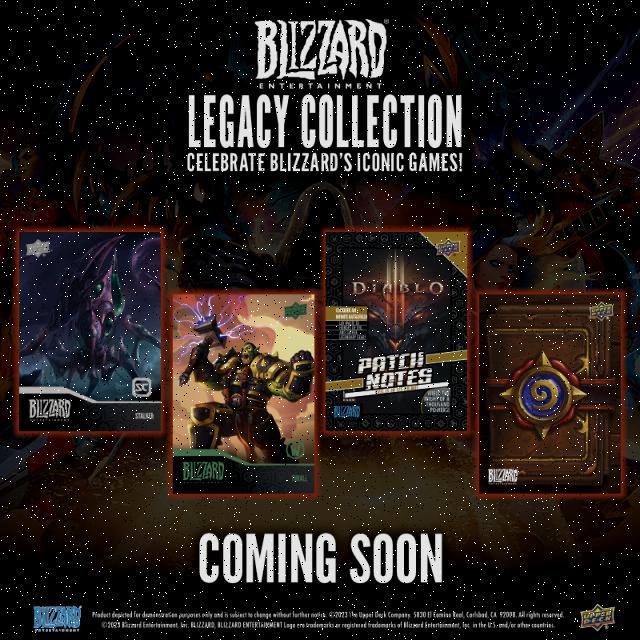 BLIZZARD
ENTERTAINMENT
LEGACY COLLECTION
CELEBRATE BLIZZARD'S ICONIC GAMES!
DIABLO
PATCH
NOTES
SC
BLIZZARD
STALKER
BLIZZARD
THRALL
BLIZZARD
BLIZZARD
COMING SOON
BLIZZARD
ENTERTAINMENT
Product depicted for demonstration purposes only and is subject to change without further notice. ©2023 The Upper Deck Company. 5830 El Camino Real, Carlsbad, CA. 92008. All rights reserved.
©2023 Blizzard Entertainment, Inc. BLIZZARD, BLIZZARD ENTERTAINMENT Logo are trademarks or registered trademarks of Blizzard Entertainment, Inc. in the U.S. and/or other countries.